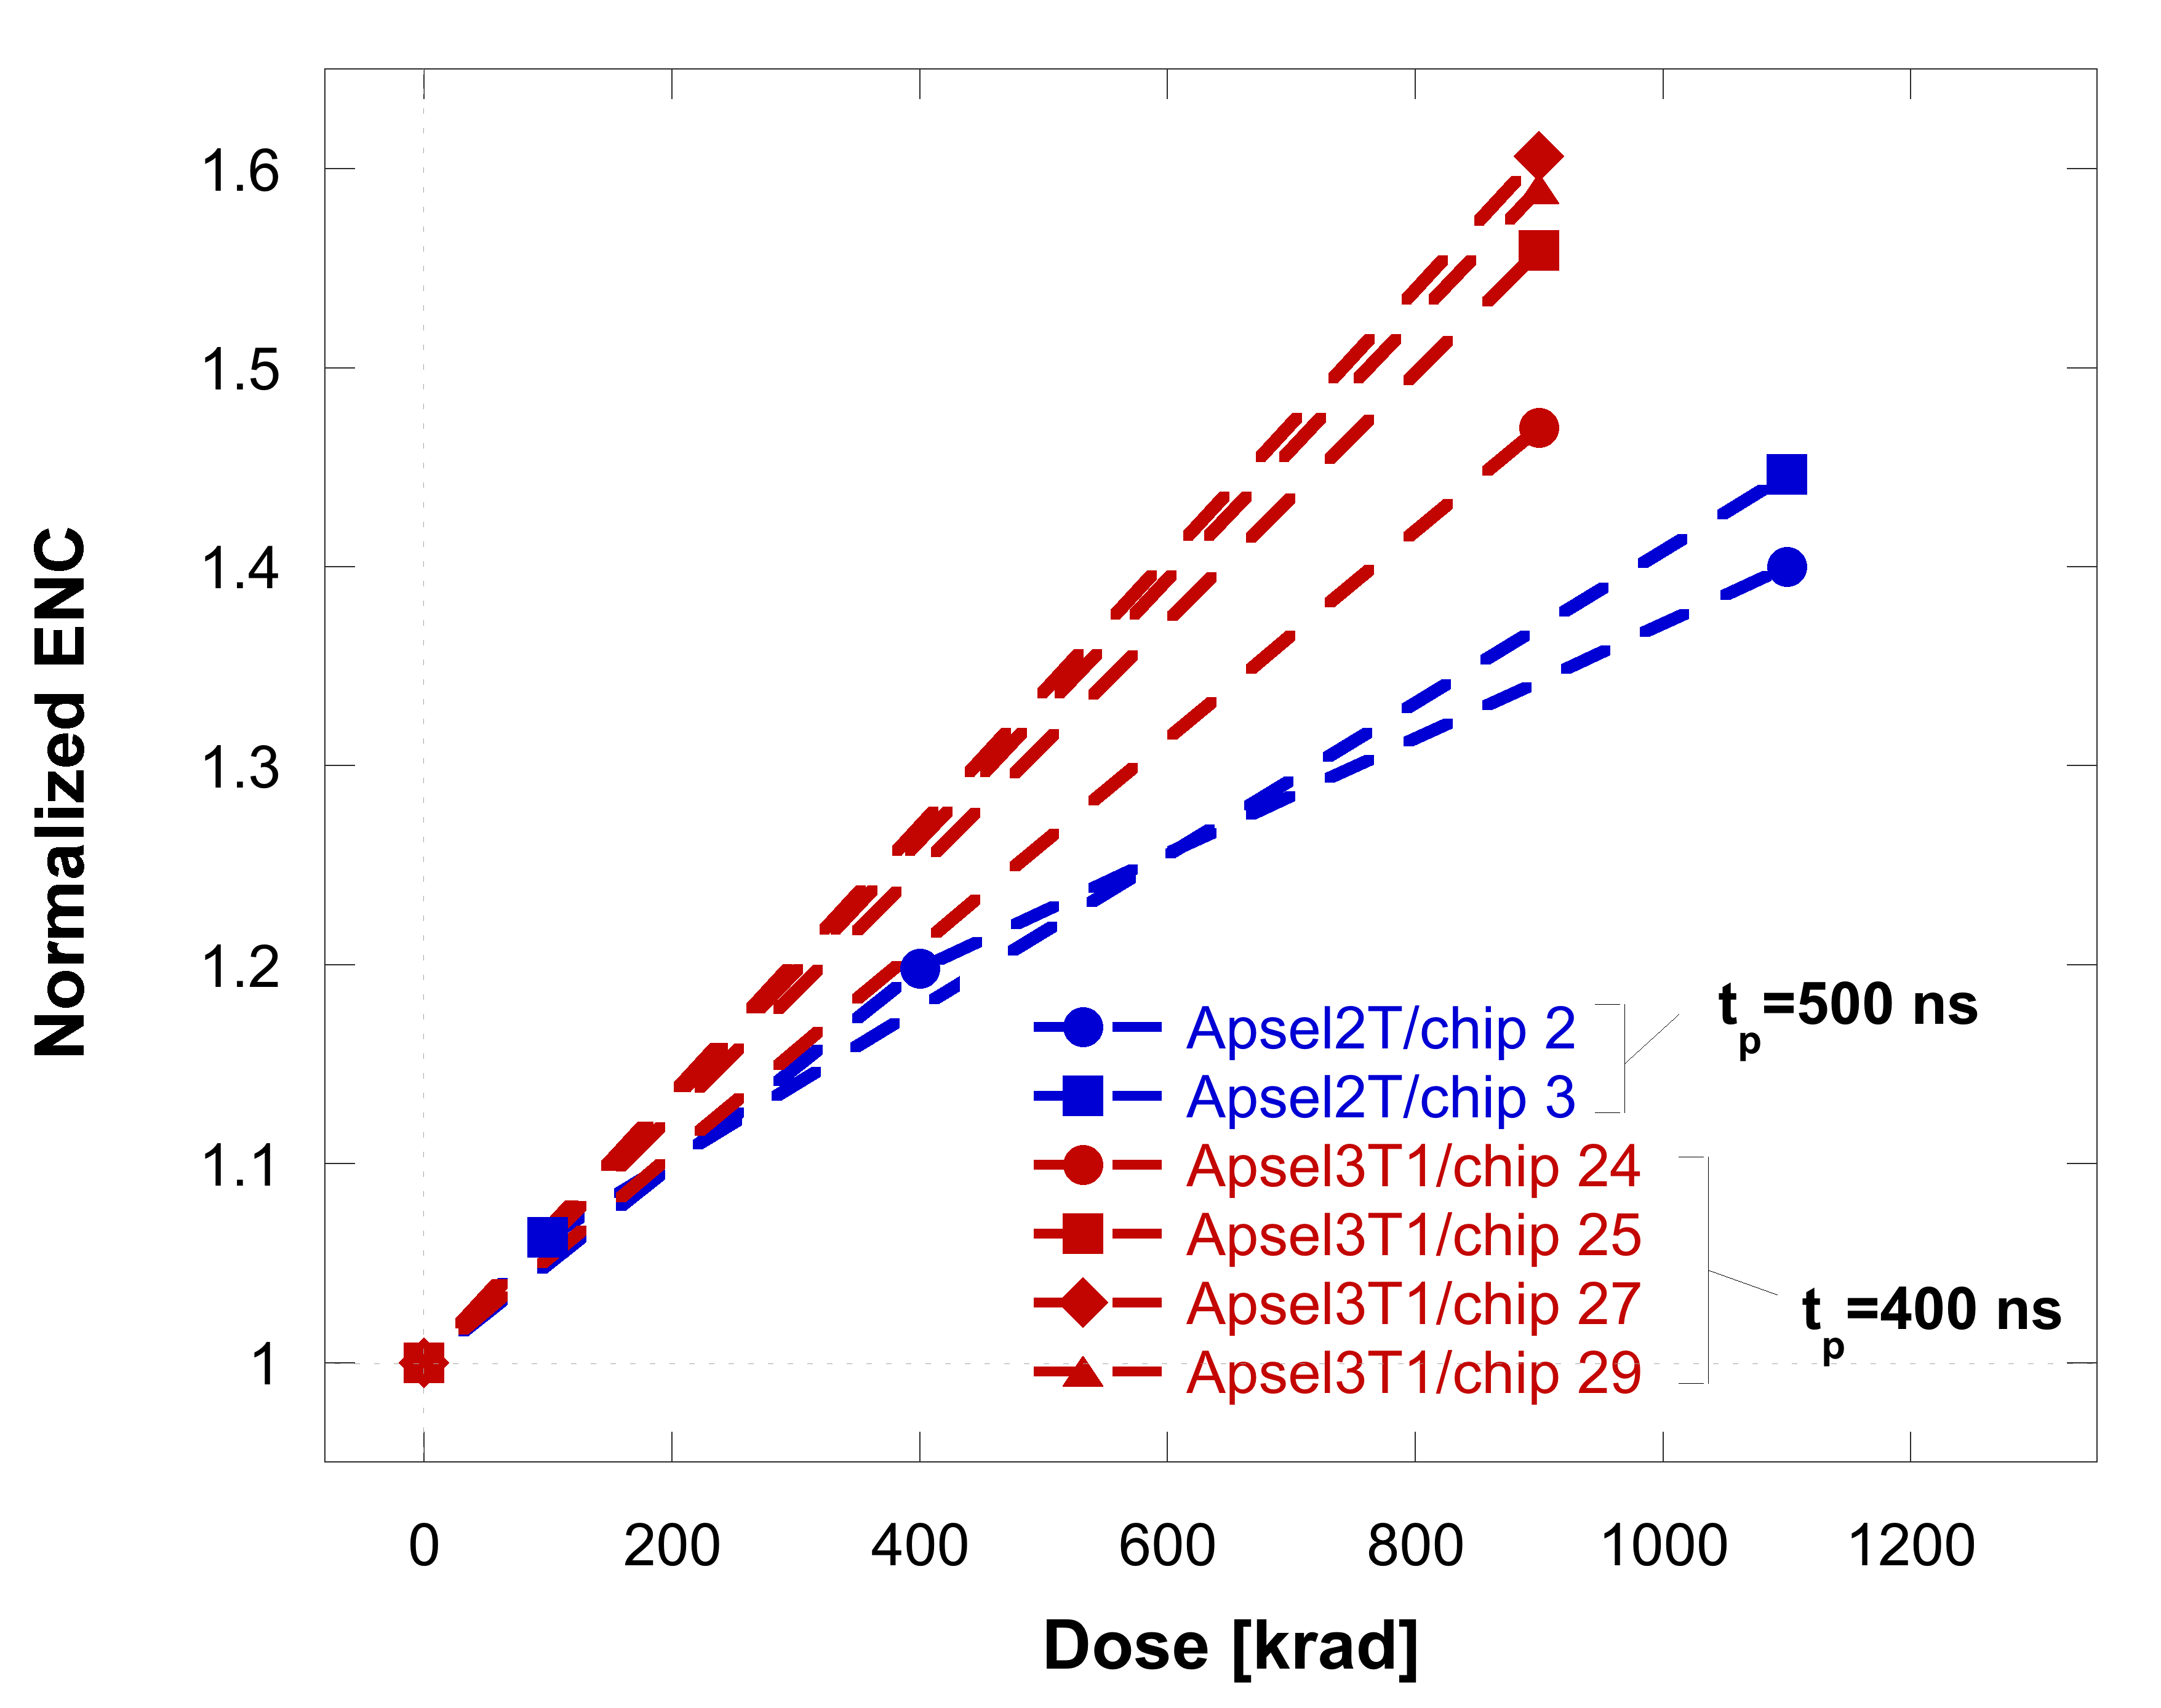 Normalized ENC
1.6
1.5
1.4
1.3
1.2
1.1
1
Apsel2T/chip 2
Apsel2T/chip 3
Apsel3T1/chip 24
Apsel3T1/chip 25
Apsel3T1/chip 27
Apsel3T1/chip 29
tp=500 ns
tp=400 ns
0 200 400 600 800 1000 1200
Dose [krad]